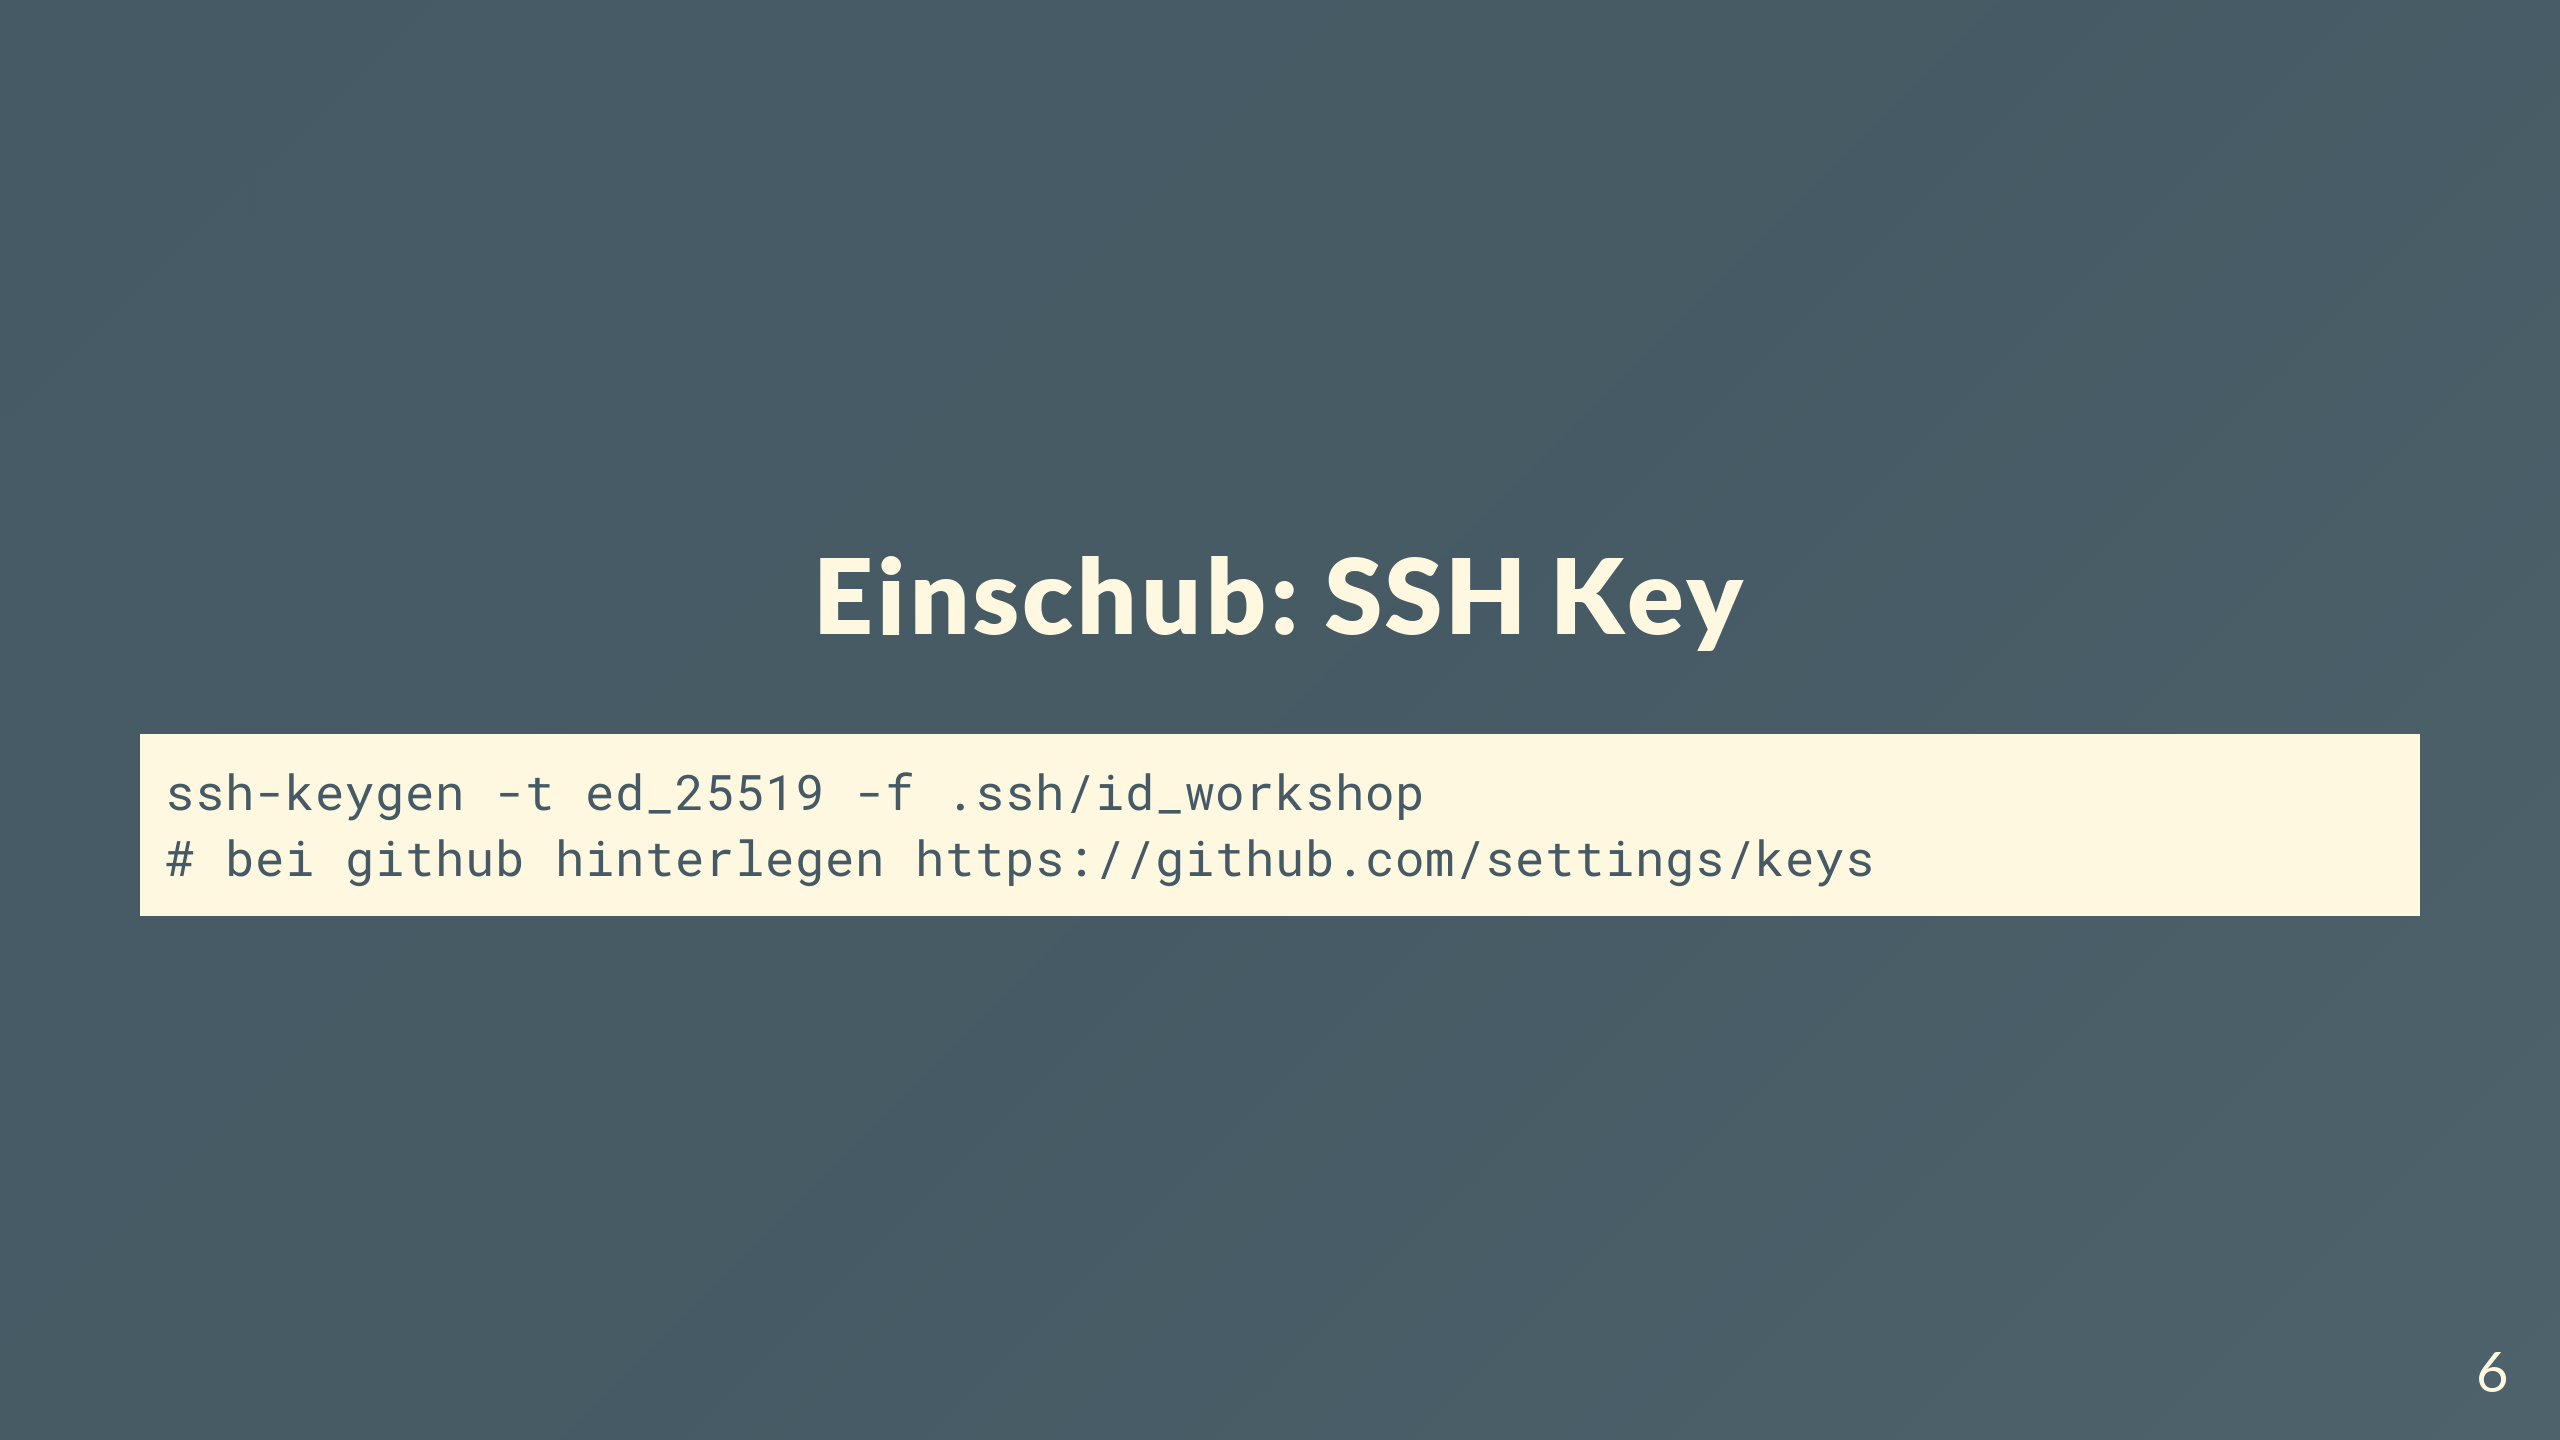 Einschub: SSH Key
ssh-keygen -t ed_25519 -f .ssh/id_workshop
# bei github hinterlegen https://github.com/settings/keys
6